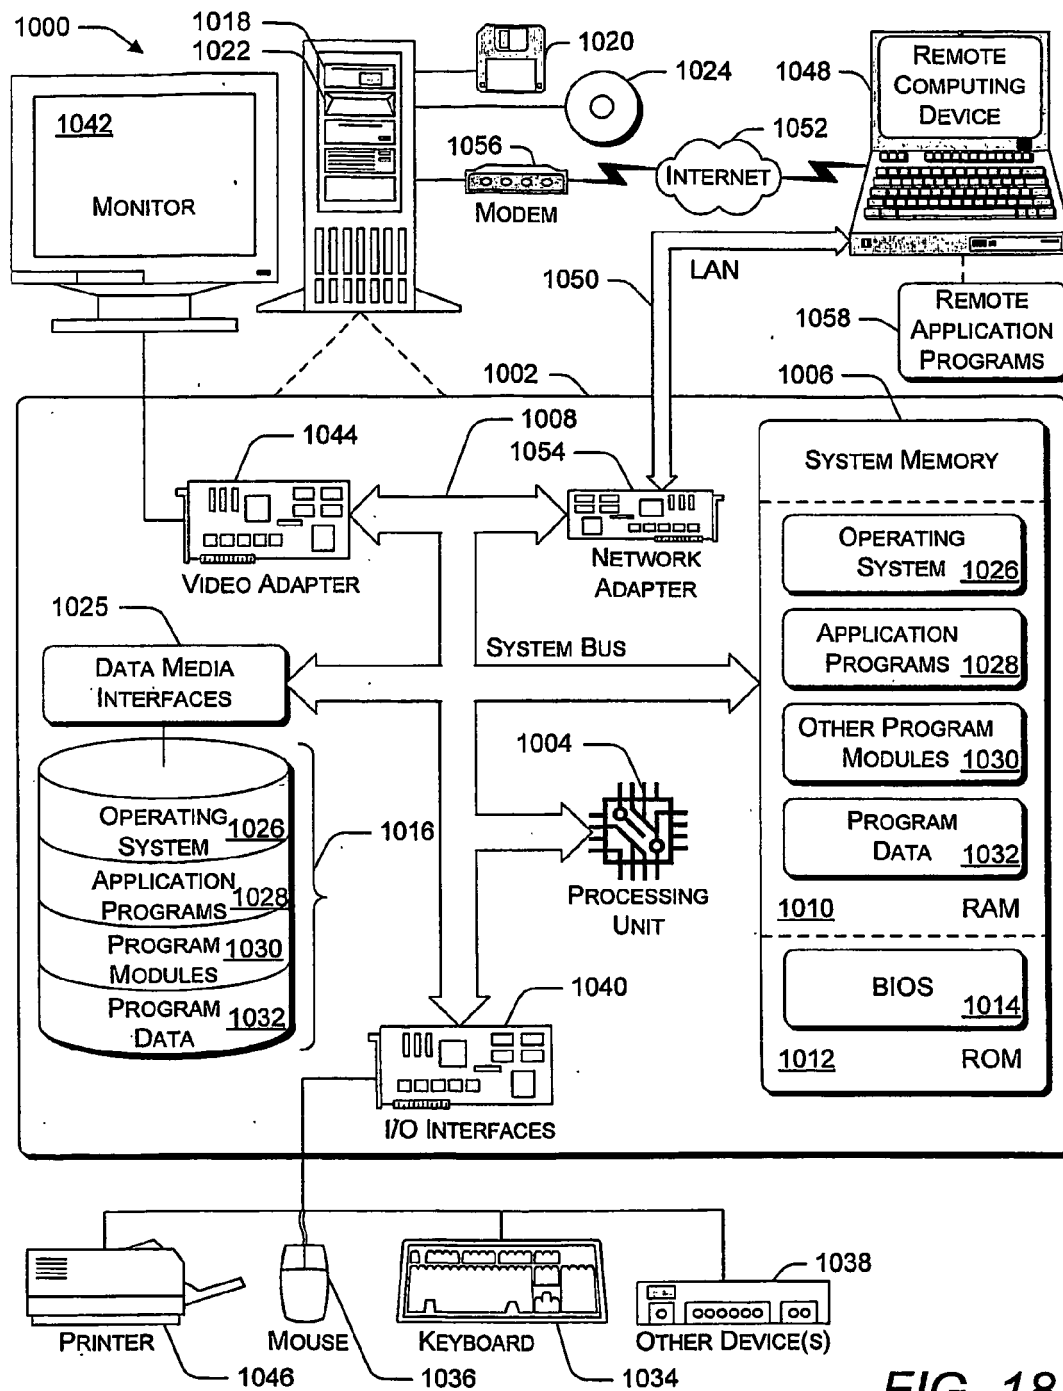 1000
1018
1022
1020
1024
1048
REMOTE
COMPUTING
DEVICE
1042
MONITOR
1056
MODEM
1052
INTERNET
LAN
1050
1058
REMOTE
APPLICATION
PROGRAMS
1002
1006
1008
1044
1054
VIDEO ADAPTER
NETWORK
ADAPTER
SYSTEM MEMORY
OPERATING
SYSTEM 1026
APPLICATION
PROGRAMS 1028
OTHER PROGRAM
MODULES 1030
PROGRAM
DATA 1032
1010 RAM
BIOS 1014
1012 ROM
1025
DATA MEDIA
INTERFACES
SYSTEM BUS
1004
PROCESSING
UNIT
OPERATING
SYSTEM 1026
APPLICATION
PROGRAMS 1028
PROGRAM
MODULES 1030
PROGRAM
DATA 1032
1016
1040
I/O INTERFACES
PRINTER
1046
MOUSE
1036
KEYBOARD
1034
1038
OTHER DEVICE(S)
FIG. 18